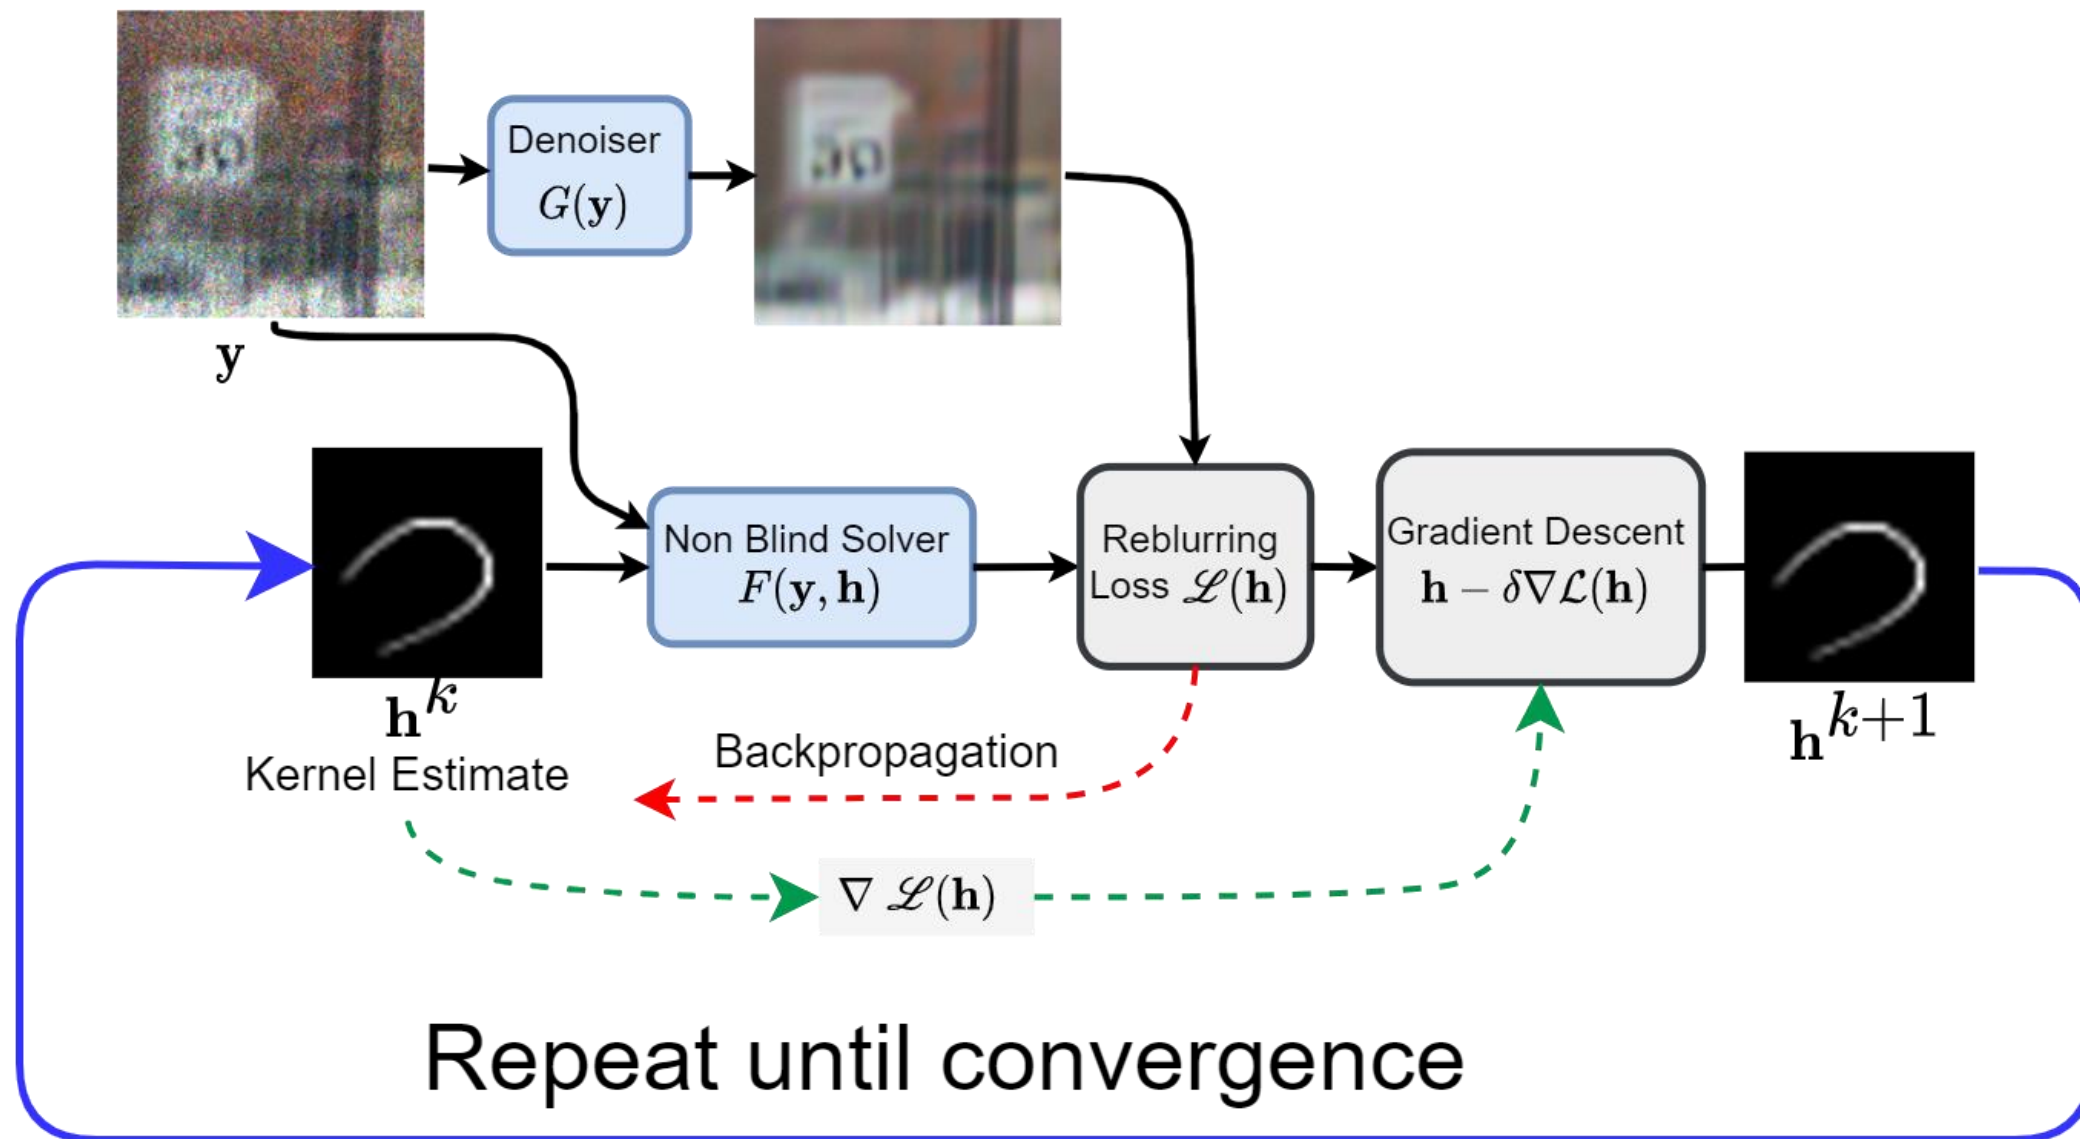 Denoiser
G(y)
y
Non Blind Solver
F(y, h)
Reblurring
Loss ℒ(h)
Gradient Descent
h − δ∇ℒ(h)
h^k
Kernel Estimate
h^{k+1}
Backpropagation
∇ ℒ(h)
Repeat until convergence